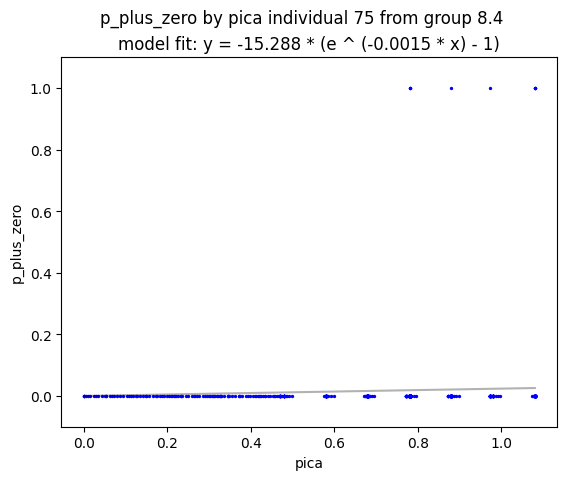 p_plus_zero by pica individual 75 from group 8.4
model fit: y = -15.288 * (e ^ (-0.0015 * x) - 1)
1.0
0.8
0.6
0.4
0.2
0.0
p_plus_zero
0.0 0.2 0.4 0.6 0.8 1.0
pica